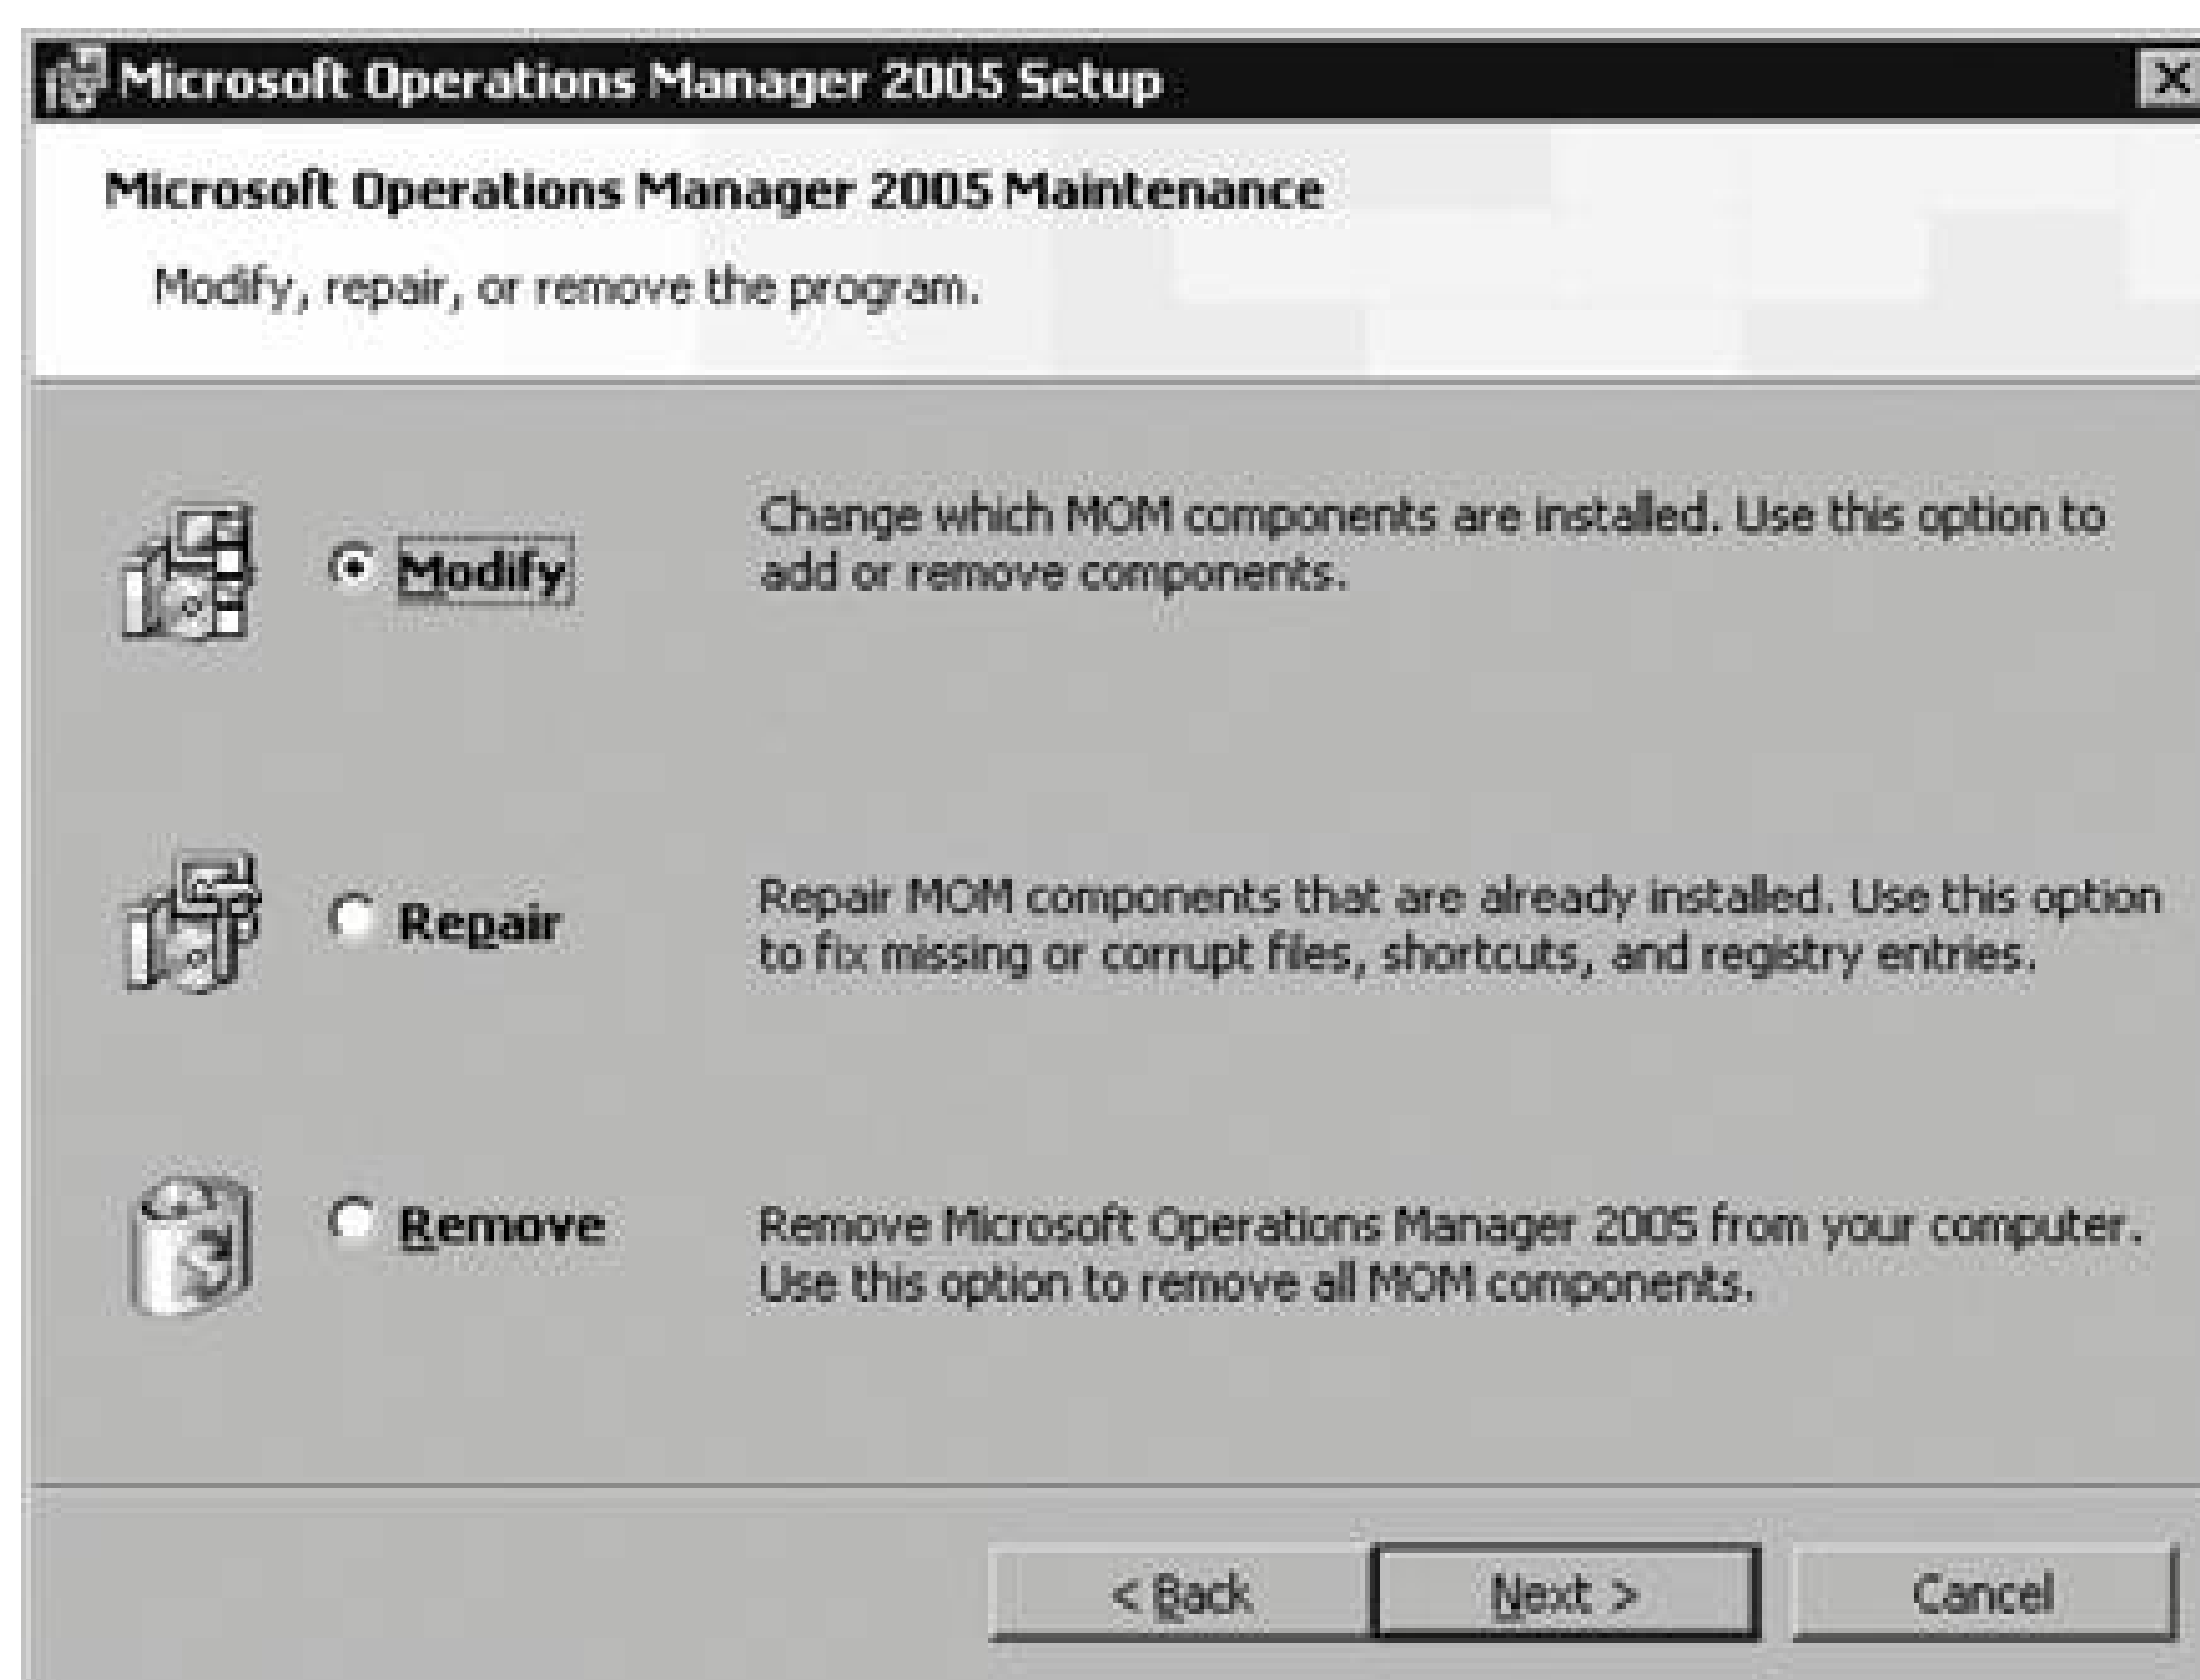 Microsoft Operations Manager 2005 Setup
Microsoft Operations Manager 2005 Maintenance
Modify, repair, or remove the program.
Modify
Change which MOM components are installed. Use this option to
add or remove components.
Repair
Repair MOM components that are already installed. Use this option
to fix missing or corrupt files, shortcuts, and registry entries.
Remove
Remove Microsoft Operations Manager 2005 from your computer.
Use this option to remove all MOM components.
< Back
Next >
Cancel